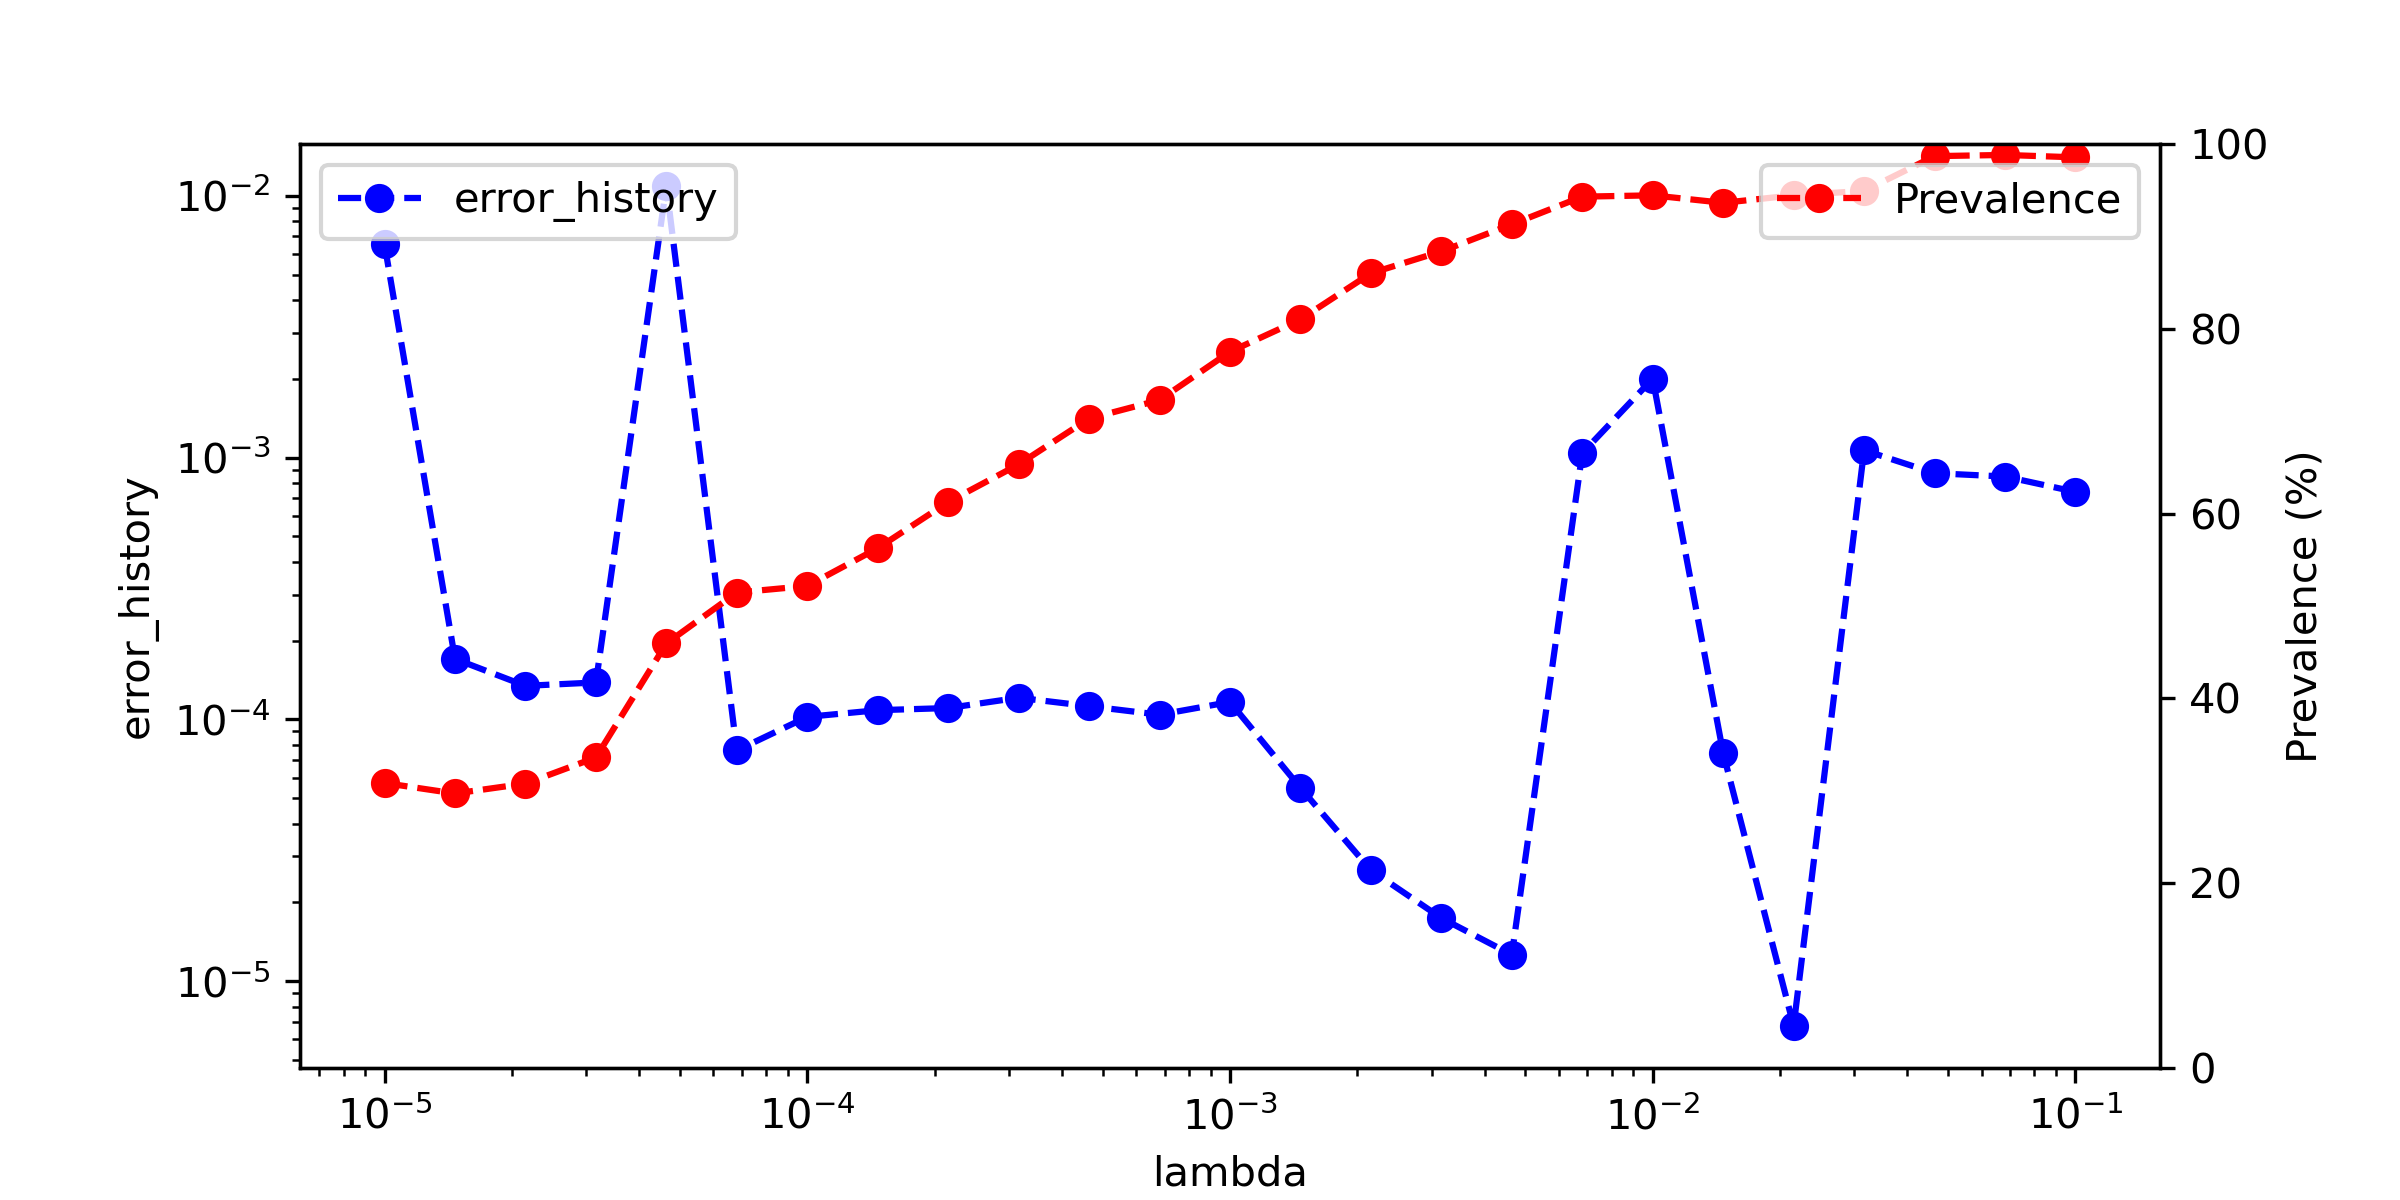 error_history
Prevalence
10⁻²
10⁻³
10⁻⁴
10⁻⁵
error_history
100
80
60
40
20
0
Prevalence (%)
10⁻⁵ 10⁻⁴ 10⁻³ 10⁻² 10⁻¹
lambda